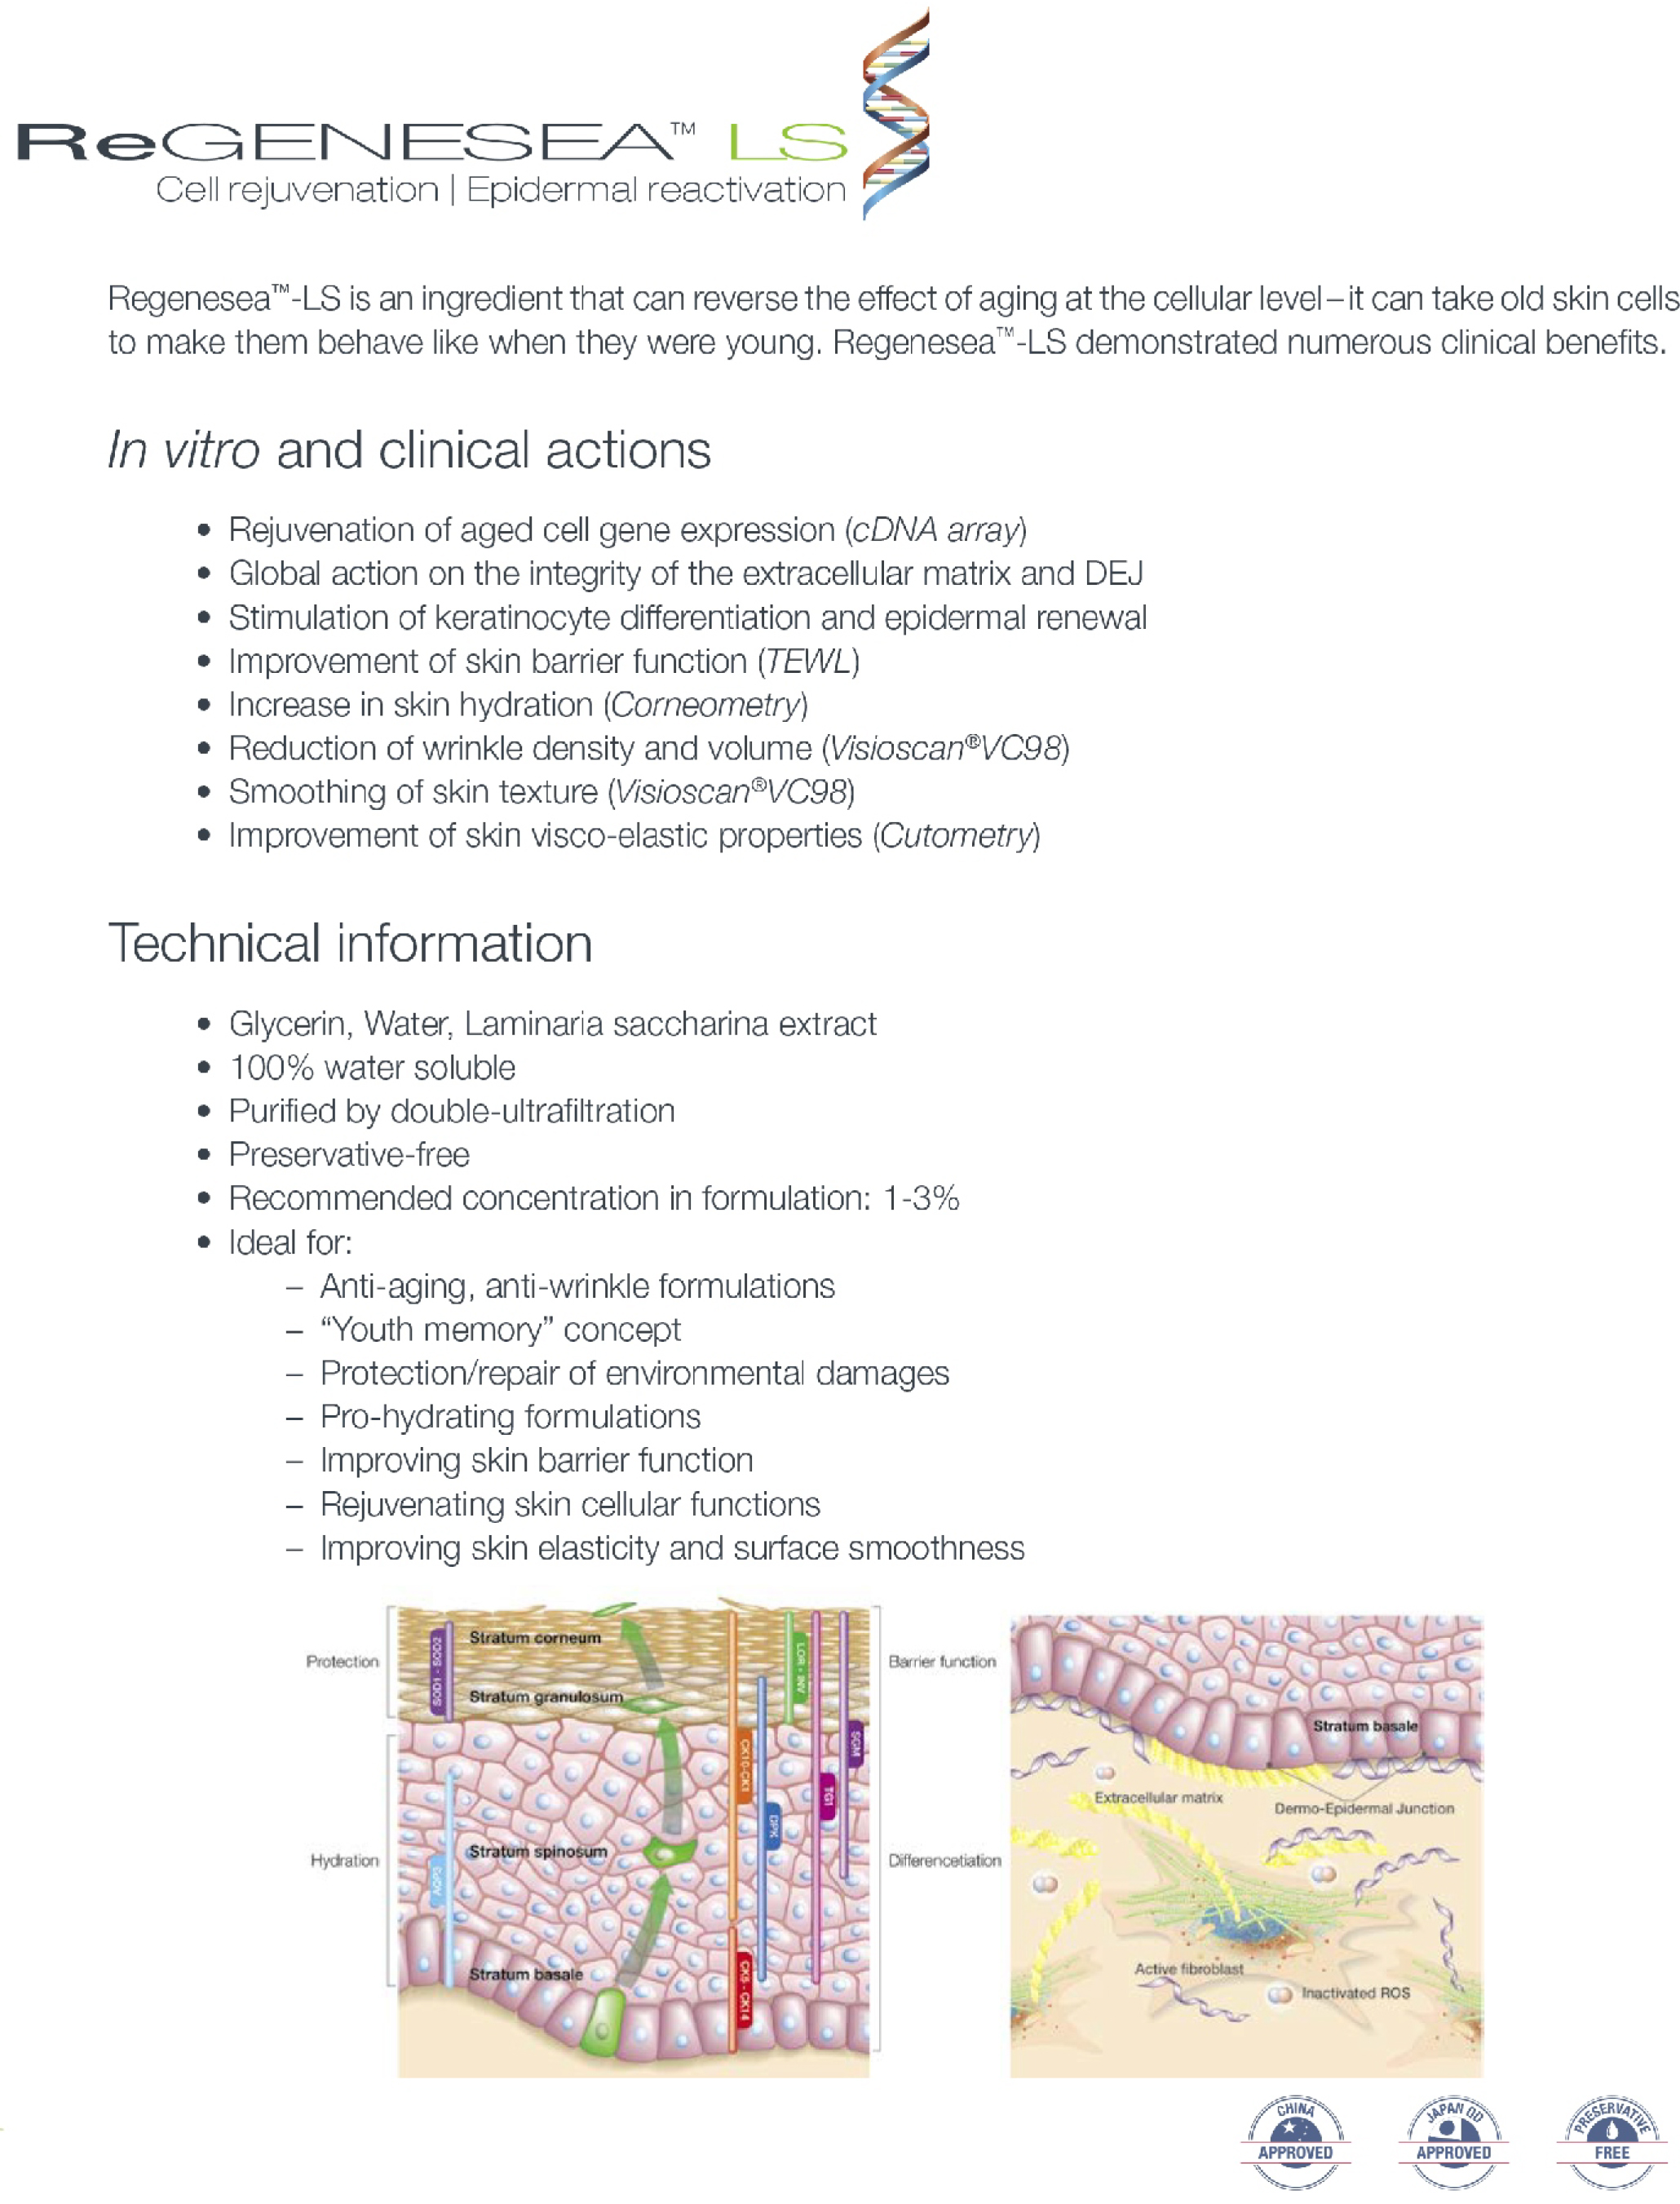 ReGENESEA™ LS
Cell rejuvenation | Epidermal reactivation
Regenesea™-LS is an ingredient that can reverse the effect of aging at the cellular level–it can take old skin cells
to make them behave like when they were young. Regenesea™-LS demonstrated numerous clinical benefits.
In vitro and clinical actions
• Rejuvenation of aged cell gene expression (cDNA array)
• Global action on the integrity of the extracellular matrix and DEJ
• Stimulation of keratinocyte differentiation and epidermal renewal
• Improvement of skin barrier function (TEWL)
• Increase in skin hydration (Corneometry)
• Reduction of wrinkle density and volume (Visioscan®VC98)
• Smoothing of skin texture (Visioscan®VC98)
• Improvement of skin visco-elastic properties (Cutometry)
Technical information
• Glycerin, Water, Laminaria saccharina extract
• 100% water soluble
• Purified by double-ultrafiltration
• Preservative-free
• Recommended concentration in formulation: 1-3%
• Ideal for:
– Anti-aging, anti-wrinkle formulations
– “Youth memory” concept
– Protection/repair of environmental damages
– Pro-hydrating formulations
– Improving skin barrier function
– Rejuvenating skin cellular functions
– Improving skin elasticity and surface smoothness
Protection
Hydration
SOD1 - SOD2
Stratum corneum
Stratum granulosum
Stratum spinosum
Stratum basale
CK10-CK1
CK5 - CK14
DPK
LOR - INV
TG1
SGM
Barrier function
Differencetiation
Stratum basale
Extracellular matrix
Dermo-Epidermal Junction
Active fibroblast
Inactivated ROS
CHINA
APPROVED
JAPAN QD
APPROVED
PRESERVATIVE
FREE